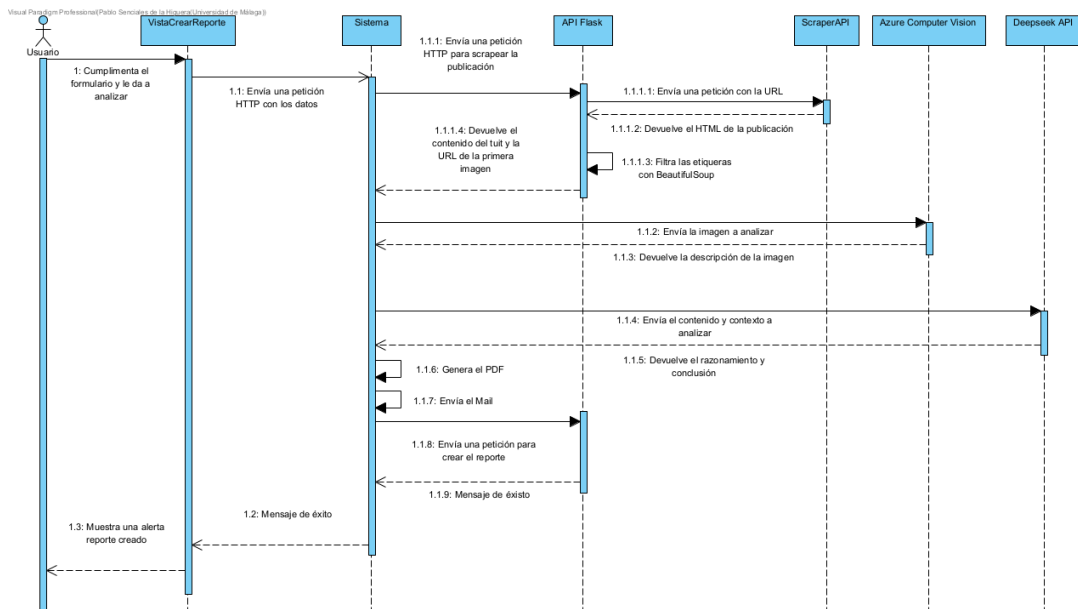 Visual Paradigm Professional(Pablo Senciales de la Higuera(Universidad de Málaga))
Usuario
VistaCrearReporte
Sistema
API Flask
ScraperAPI
Azure Computer Vision
Deepseek API
1: Cumplimenta el
formulario y le da a
analizar
1.1: Envía una petición
HTTP con los datos
1.1.1: Envía una petición
HTTP para scrapear la
publicación
1.1.1.1: Envía una petición con la URL
1.1.1.2: Devuelve el HTML de la publicación
1.1.1.3: Filtra las etiqueras
con BeautifulSoup
1.1.1.4: Devuelve el
contenido del tuit y la
URL de la primera
imagen
1.1.2: Envía la imagen a analizar
1.1.3: Devuelve la descripción de la imagen
1.1.4: Envía el contenido y contexto a
analizar
1.1.5: Devuelve el razonamiento y
conclusión
1.1.6: Genera el PDF
1.1.7: Envía el Mail
1.1.8: Envía una petición para
crear el reporte
1.1.9: Mensaje de éxisto
1.2: Mensaje de éxito
1.3: Muestra una alerta
reporte creado